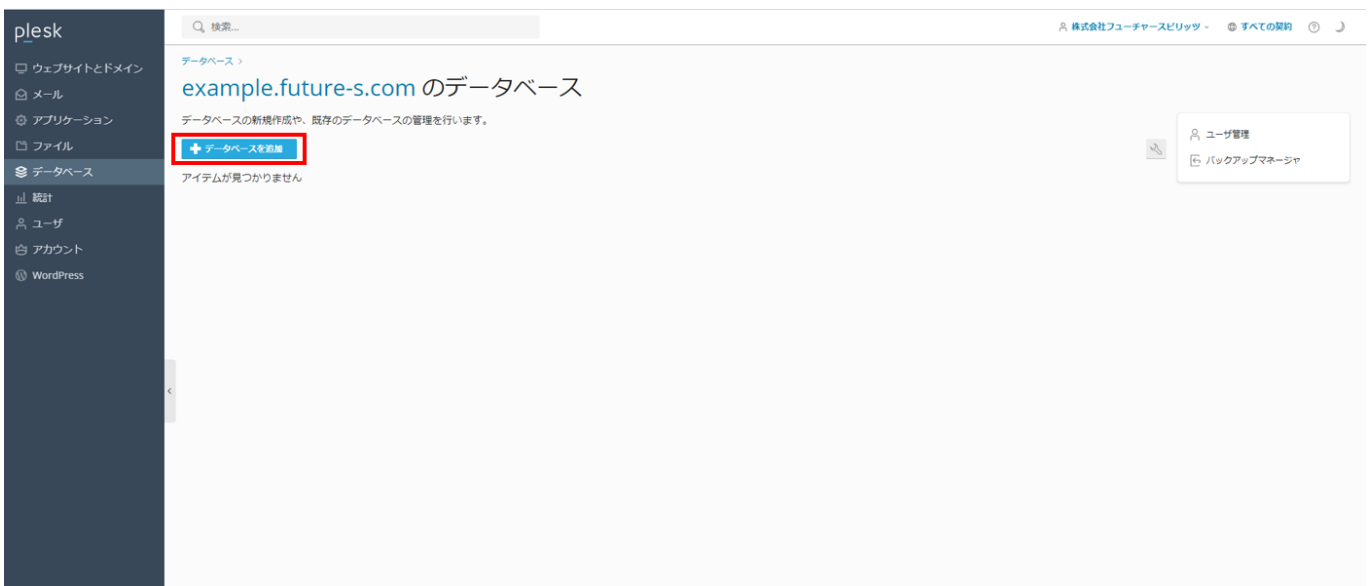 plesk
検索...
株式会社フューチャースピリッツ
すべての契約
ウェブサイトとドメイン
メール
アプリケーション
ファイル
データベース
統計
ユーザ
アカウント
WordPress
データベース >
example.future-s.com のデータベース
データベースの新規作成や、既存のデータベースの管理を行います。
データベースを追加
アイテムが見つかりません
ユーザ管理
バックアップマネージャ